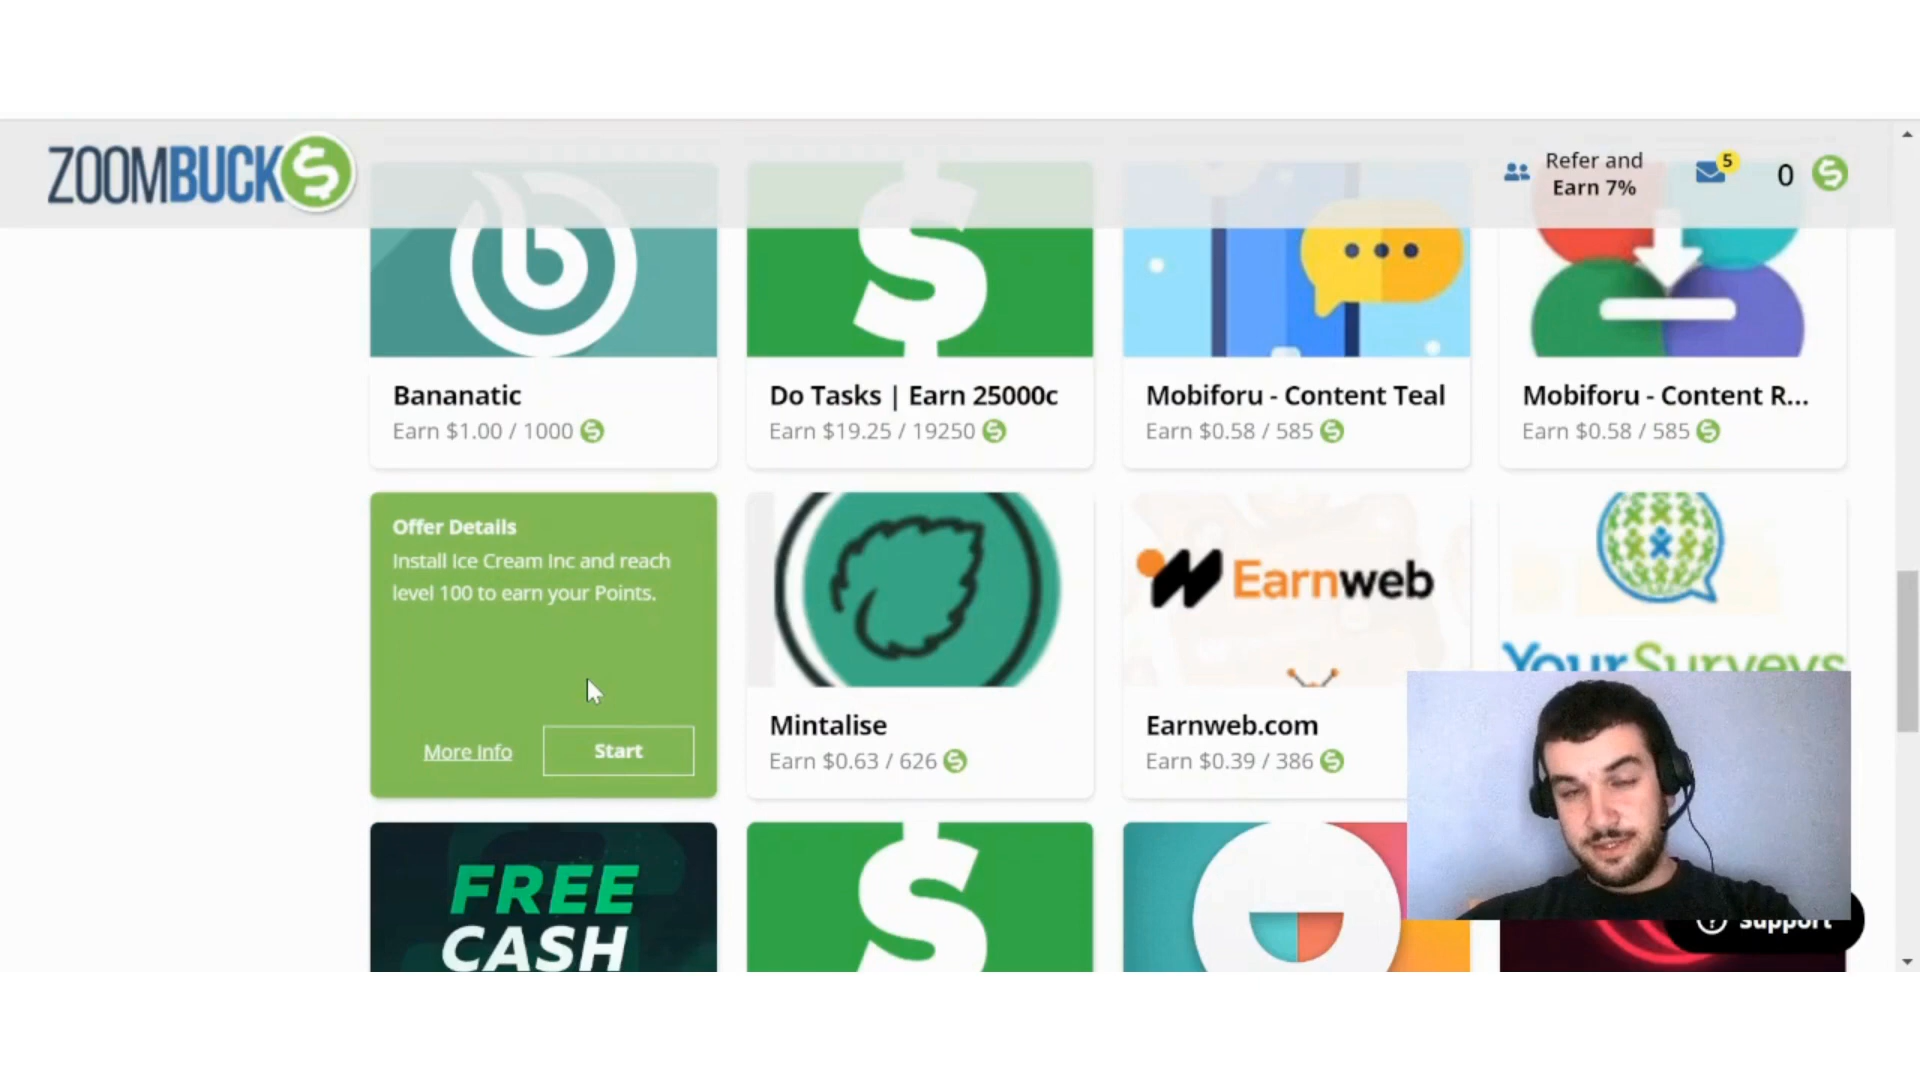 ZOOMBUCK$
Refer and
Earn 7%
5
0
Bananatic
Earn $1.00 / 1000
Do Tasks | Earn 25000c
Earn $19.25 / 19250
Mobiforu - Content Teal
Earn $0.58 / 585
Mobiforu - Content R...
Earn $0.58 / 585
Offer Details
Install Ice Cream Inc and reach
level 100 to earn your Points.
More Info
Start
Mintalise
Earn $0.63 / 626
Earnweb
Earnweb.com
Earn $0.39 / 386
YourSurveys
FREE
CASH
Support